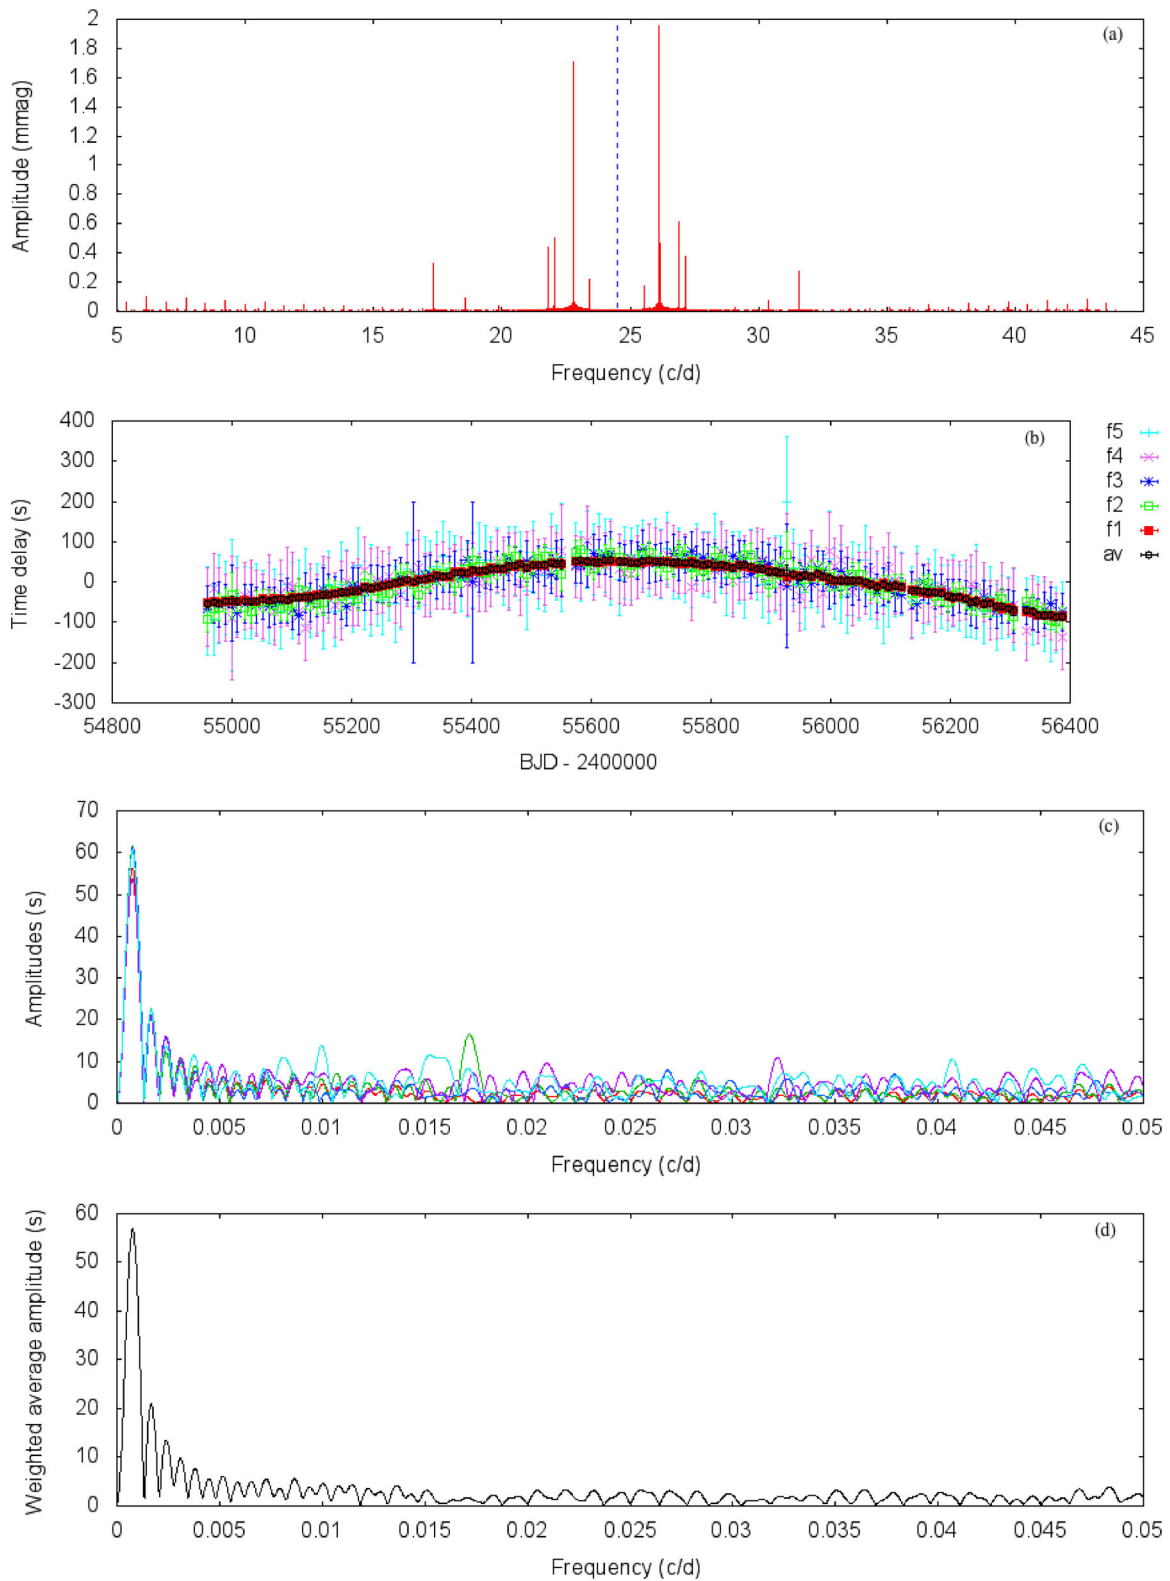 (a)
Amplitude (mmag)
2
1.8
1.6
1.4
1.2
1
0.8
0.6
0.4
0.2
0
5 10 15 20 25 30 35 40 45
Frequency (c/d)
(b)
Time delay (s)
400
300
200
100
0
-100
-200
-300
54800 55000 55200 55400 55600 55800 56000 56200 56400
BJD - 2400000
f5
f4
f3
f2
f1
av
(c)
Amplitudes (s)
70
60
50
40
30
20
10
0
0 0.005 0.01 0.015 0.02 0.025 0.03 0.035 0.04 0.045 0.05
Frequency (c/d)
(d)
Weighted average amplitude (s)
60
50
40
30
20
10
0
0 0.005 0.01 0.015 0.02 0.025 0.03 0.035 0.04 0.045 0.05
Frequency (c/d)